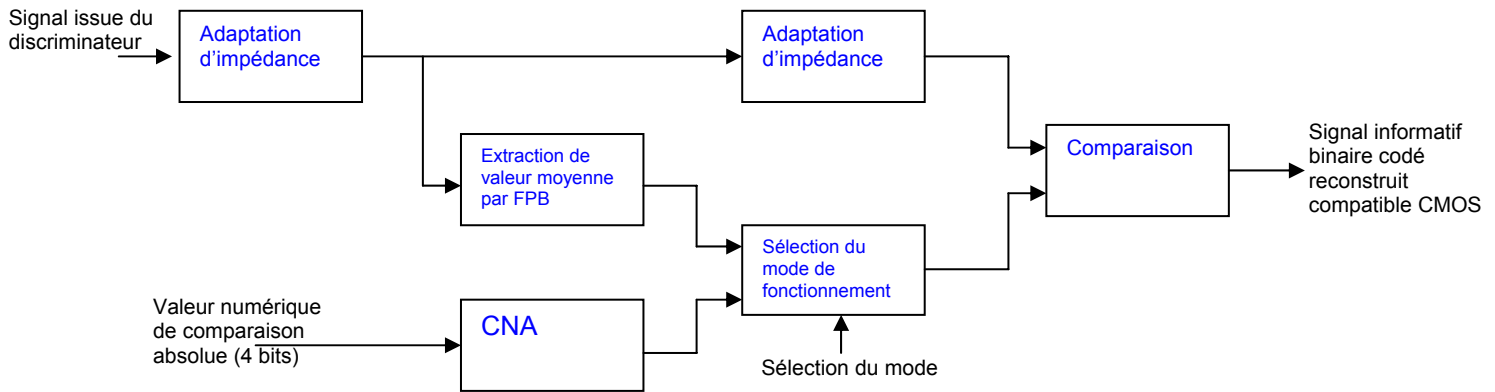 Signal issue du
discriminateur
Adaptation
d'impédance
Adaptation
d'impédance
Extraction de
valeur moyenne
par FPB
Comparaison
Signal informatif
binaire codé
reconstruit
compatible CMOS
Sélection du
mode de
fonctionnement
Valeur numérique
de comparaison
absolue (4 bits)
CNA
Sélection du mode